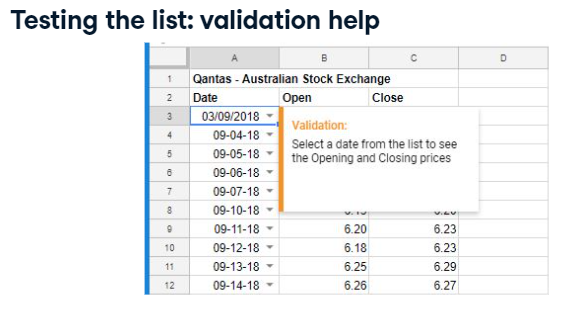 Testing the list: validation help
A B C D
1 Qantas - Australian Stock Exchange
2 Date Open Close
3 03/09/2018
Validation:
4 09-04-18
Select a date from the list to see
5 09-05-18
the Opening and Closing prices
6 09-06-18
7 09-07-18
8 09-10-18
9 09-11-18 6.20 6.23
10 09-12-18 6.18 6.23
11 09-13-18 6.25 6.29
12 09-14-18 6.26 6.27